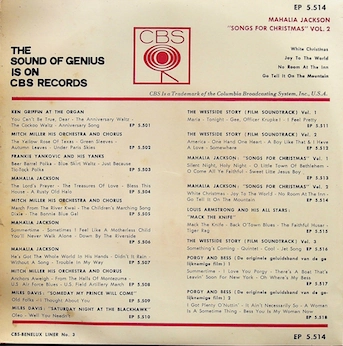 EP 5.514
MAHALIA JACKSON
"SONGS FOR CHRISTMAS" VOL. 2
White Christmas
Joy To The World
No Room At The Inn
Go Tell It On The Mountain
CBS
THE
SOUND OF GENIUS
IS ON
CBS RECORDS
CBS Is a Trademark of the Columbia Broadcasting System, Inc., U.S.A.
KEN GRIFFIN AT THE ORGAN
You Can't Be True, Dear - The Anniversary Waltz -
The Cuckoo Waltz - Anniversary Song EP 5.501
MITCH MILLER HIS ORCHESTRA AND CHORUS
The Yellow Rose Of Texas - Green Sleeves -
Autumn Leaves - Under Paris Skies EP 5.502
FRANKIE YANKOVIC AND HIS YANKS
Beer Barrel Polka - Blue Skirt Waltz - Just Because
Tic-Tock Polka EP 5.503
MAHALIA JACKSON
The Lord's Prayer - The Treasures Of Love - Bless This
House - A Rusty Old Halo EP 5.504
MITCH MILLER HIS ORCHESTRA AND CHORUS
March From The River Kwai - The Children's Marching Song
Dixie - The Bonnie Blue Gal EP 5.505
MAHALIA JACKSON
Summertime - Sometimes I Feel Like A Motherless Child
You'll Never Walk Alone - Down By The Riverside
EP 5.506
MAHALIA JACKSON
He's Got The Whole World In His Hands - Didn't It Rain -
Without A Song - Trouble In My Way EP 5.507
MITCH MILLER HIS ORCHESTRA AND CHORUS
Anchors Aweigh - From The Halls Of Montezuma
U.S. Air Force Blues - U.S. Field Artillery March EP 5.508
MILES DAVIS: "SOMEDAY MY PRINCE WILL COME"
Old Folks - I Thought About You EP 5.509
MILES DAVIS: "SATURDAY NIGHT AT THE BLACKHAWK"
Oleo - Well You Needn't EP 5.510
THE WESTSIDE STORY (FILM SOUNDTRACK) Vol. 1
Maria - Tonight - Gee, Officer Krupke - I Feel Pretty
EP 5.511
THE WESTSIDE STORY (FILM SOUNDTRACK) Vol. 2
America - One Hand One Heart - A Boy Like That & I Have
A Love - Somewhere EP 5.512
MAHALIA JACKSON: "SONGS FOR CHRISTMAS" Vol. 1
Silent Night, Holy Night - O Little Town Of Bethlehem -
O Come All Ye Faithful - Sweet Little Jesus Boy
EP 5.513
MAHALIA JACKSON: "SONGS FOR CHRISTMAS" Vol. 2
White Christmas - Joy To The World - No Room At The Inn -
Go Tell It On The Mountain EP 5.514
LOUIS ARMSTRONG AND HIS ALL STARS:
"MACK THE KNIFE"
Mack The Knife - Back O'Town Blues - The Faithful Husar -
Tiger Rag EP 5.515
THE WESTSIDE STORY (FILM SOUNDTRACK) Vol. 3
Something's Coming - Quintet - Cool - Jet Song EP 5.516
PORGY AND BESS (De originele geluidsband van de ge-
lijknamige film) 1
Summertime - I Love You Porgy - There's A Boat That's
Leavin' Soon For New York - Oh Where's My Bess
EP 5.517
PORGY AND BESS (De originele geluidsband van de ge-
lijknamige film) 2
I Got Plenty O'Nuttin' - It Ain't Necessarily So - A Woman
Is A Sometime Thing - Bess You Is My Woman Now
EP 5.518
CBS-BENELUX LINER No. 2
EP 5.514